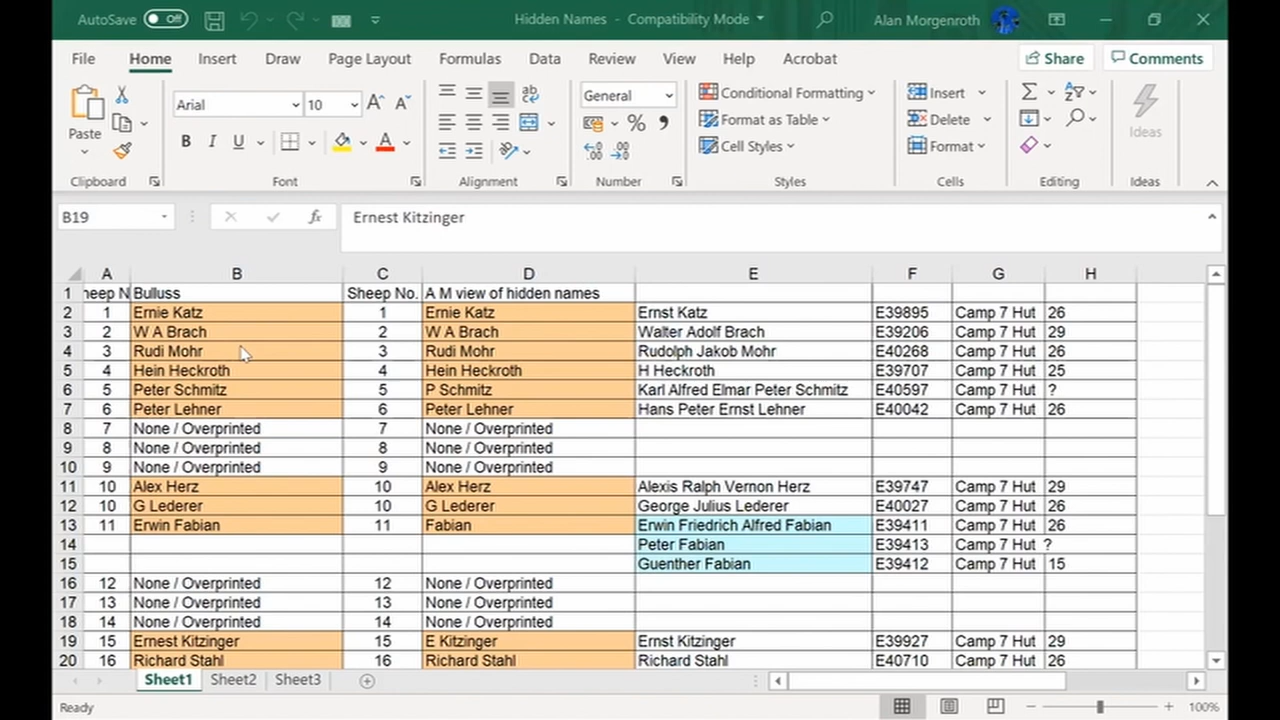 AutoSave Off Hidden Names - Compatibility Mode Alan Morgenroth
File Home Insert Draw Page Layout Formulas Data Review View Help Acrobat Share Comments
Paste Arial 10 A A General Conditional Formatting Insert Ideas
B I U A % , Format as Table Delete
Cell Styles Format
Clipboard Font Alignment Number Styles Cells Editing Ideas
B19 fx Ernest Kitzinger
A B C D E F G H
1 heep N Bulluss Sheep No. A M view of hidden names
2 1 Ernie Katz 1 Ernie Katz Ernst Katz E39895 Camp 7 Hut 26
3 2 W A Brach 2 W A Brach Walter Adolf Brach E39206 Camp 7 Hut 29
4 3 Rudi Mohr 3 Rudi Mohr Rudolph Jakob Mohr E40268 Camp 7 Hut 26
5 4 Hein Heckroth 4 Hein Heckroth H Heckroth E39707 Camp 7 Hut 25
6 5 Peter Schmitz 5 P Schmitz Karl Alfred Elmar Peter Schmitz E40597 Camp 7 Hut ?
7 6 Peter Lehner 6 Peter Lehner Hans Peter Ernst Lehner E40042 Camp 7 Hut 26
8 7 None / Overprinted 7 None / Overprinted
9 8 None / Overprinted 8 None / Overprinted
10 9 None / Overprinted 9 None / Overprinted
11 10 Alex Herz 10 Alex Herz Alexis Ralph Vernon Herz E39747 Camp 7 Hut 29
12 10 G Lederer 10 G Lederer George Julius Lederer E40027 Camp 7 Hut 26
13 11 Erwin Fabian 11 Fabian Erwin Friedrich Alfred Fabian E39411 Camp 7 Hut 26
14 Peter Fabian E39413 Camp 7 Hut ?
15 Guenther Fabian E39412 Camp 7 Hut 15
16 12 None / Overprinted 12 None / Overprinted
17 13 None / Overprinted 13 None / Overprinted
18 14 None / Overprinted 14 None / Overprinted
19 15 Ernest Kitzinger 15 E Kitzinger Ernst Kitzinger E39927 Camp 7 Hut 29
20 16 Richard Stahl 16 Richard Stahl Richard Stahl E40710 Camp 7 Hut 26
Sheet1 Sheet2 Sheet3
Ready 100%